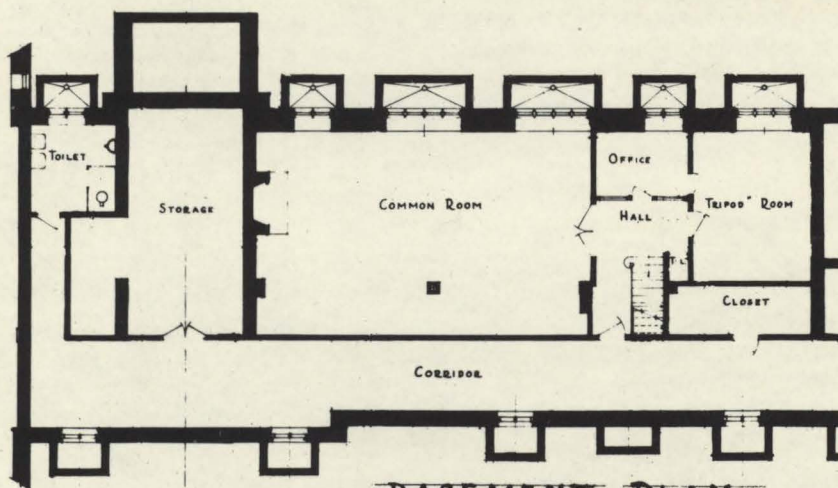 TOILET
STORAGE
COMMON ROOM
OFFICE
HALL
TRIPOD" ROOM
T.L.
CLOSET
CORRIDOR